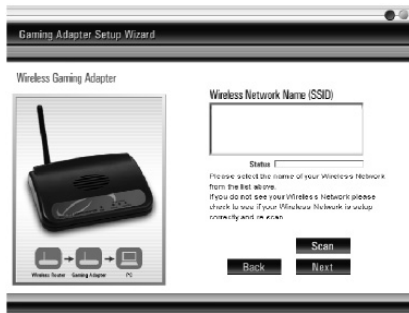 Gaming Adapter Setup Wizard
Wireless Gaming Adapter
Wireless Network Name (SSID)
Status
Please select the name of your Wireless Network
from the list above.
If you do not see your Wireless Network please
check to see if your Wireless Network is setup
correctly and re scan
Scan
Back Next
Wireless Router Gaming Adapter PC